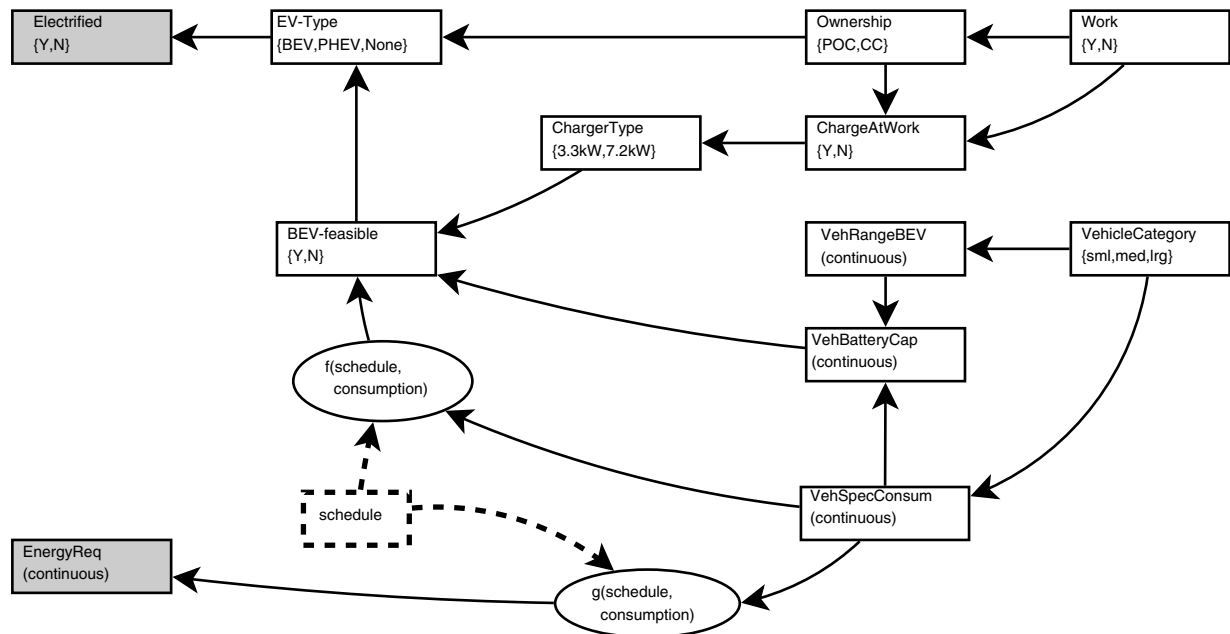 Electrified
{Y,N}
EV-Type
{BEV,PHEV,None}
Ownership
{POC,CC}
Work
{Y,N}
ChargerType
{3.3kW,7.2kW}
ChargeAtWork
{Y,N}
BEV-feasible
{Y,N}
VehRangeBEV
(continuous)
VehicleCategory
{sml,med,lrg}
VehBatteryCap
(continuous)
f(schedule,
consumption)
schedule
VehSpecConsum
(continuous)
EnergyReq
(continuous)
g(schedule,
consumption)